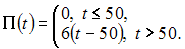 П(t) = { 0, t ≤ 50,
6(t − 50), t > 50.